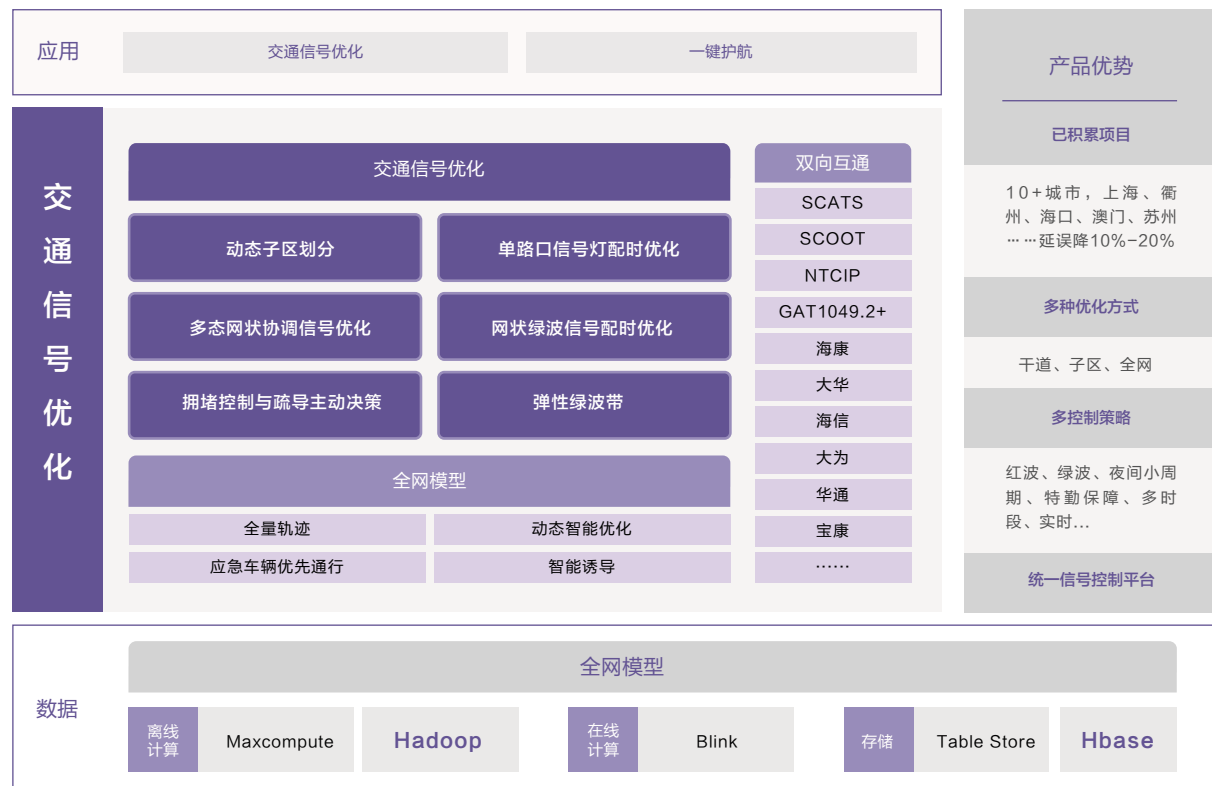 应用
交通信号优化
一键护航
交通信号优化
交通信号优化
动态子区划分
单路口信号灯配时优化
多态网状协调信号优化
网状绿波信号配时优化
拥堵控制与疏导主动决策
弹性绿波带
全网模型
全量轨迹
动态智能优化
应急车辆优先通行
智能诱导
双向互通
SCATS
SCOOT
NTCIP
GAT1049.2+
海康
大华
海信
大为
华通
宝康
……
产品优势
已积累项目
10+城市，上海、衢
州、海口、澳门、苏州
……延误降10%-20%
多种优化方式
干道、子区、全网
多控制策略
红波、绿波、夜间小周
期、特勤保障、多时
段、实时...
统一信号控制平台
数据
全网模型
离线
计算
Maxcompute
Hadoop
在线
计算
Blink
存储
Table Store
Hbase